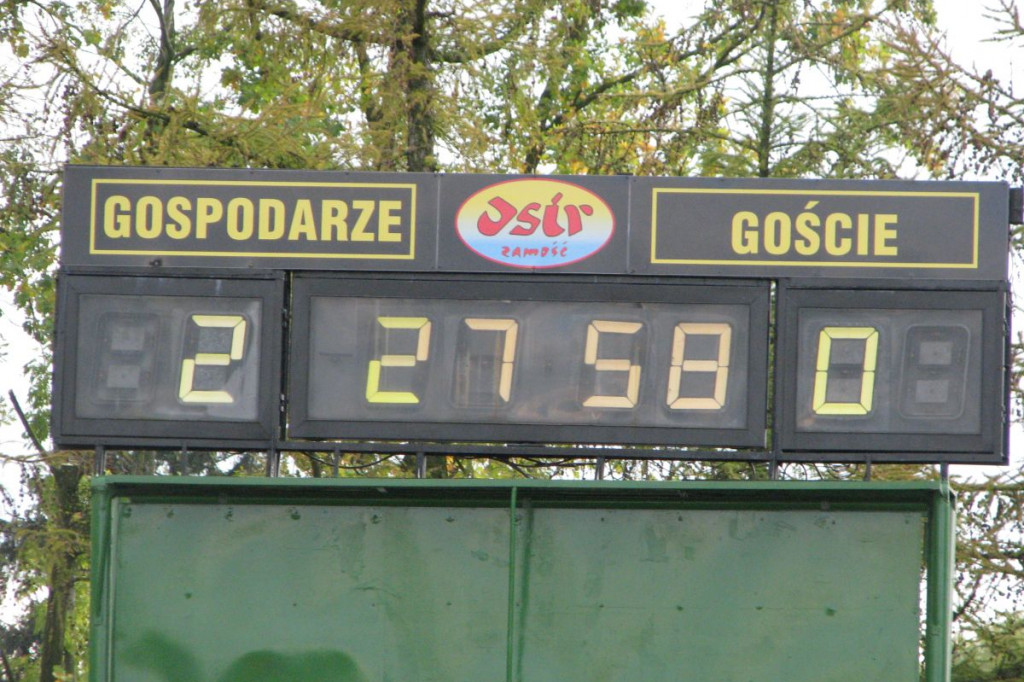 GOSPODARZE
OSiR
ZAMOŚĆ
GOŚCIE
2 27 58 0